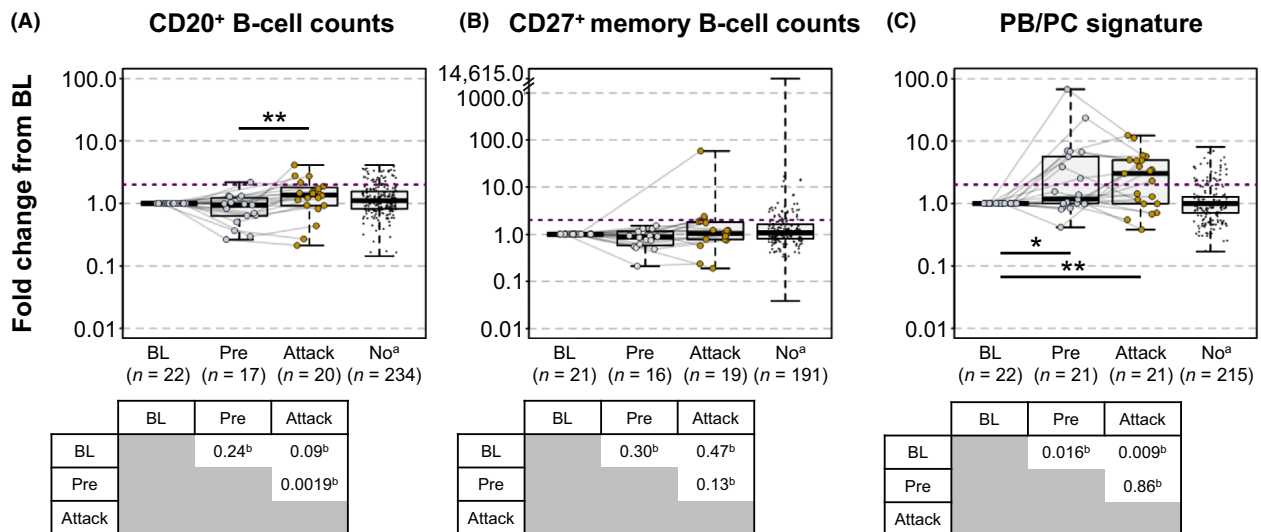 (A) CD20⁺ B-cell counts
(B) CD27⁺ memory B-cell counts
(C) PB/PC signature
Fold change from BL
100.0
10.0
1.0
0.1
0.01
**
BL Pre Attack Noᵃ
(n = 22) (n = 17) (n = 20) (n = 234)
14,615.0
1000.0
100.0
10.0
1.0
0.1
0.01
BL Pre Attack Noᵃ
(n = 21) (n = 16) (n = 19) (n = 191)
100.0
10.0
1.0
0.1
0.01
*
**
BL Pre Attack Noᵃ
(n = 22) (n = 21) (n = 21) (n = 215)
BL Pre Attack
BL 0.24ᵇ 0.09ᵇ
Pre 0.0019ᵇ
Attack
BL Pre Attack
BL 0.30ᵇ 0.47ᵇ
Pre 0.13ᵇ
Attack
BL Pre Attack
BL 0.016ᵇ 0.009ᵇ
Pre 0.86ᵇ
Attack